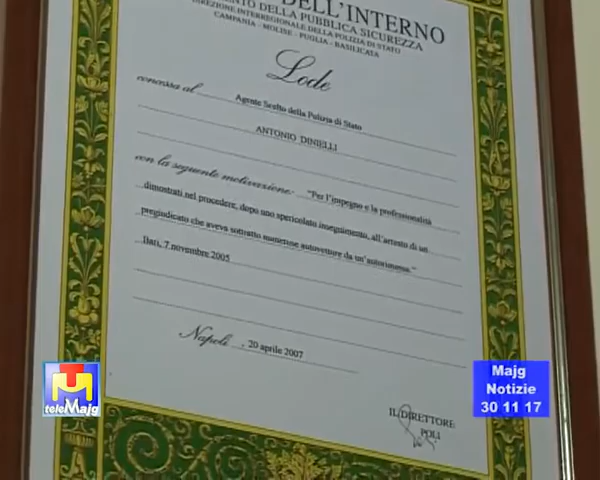 DELL'INTERNO
DELLA PUBBLICA SICUREZZA
DIREZIONE INTERREGIONALE DELLA POLIZIA DI STATO
CAMPANIA - MOLISE - PUGLIA - BASILICATA
Lode
concessa al
Agente Scelto della Polizia di Stato
ANTONIO DINIELLI
con la seguente motivazione: "Per l'impegno e la professionalità
dimostrati nel procedere, dopo uno spericolato inseguimento, all'arresto di un
pregiudicato che aveva sottratto numerose autovetture da un'autorimessa."
Bari, 7 novembre 2005
Napoli, 20 aprile 2007
IL DIRETTORE
POLI
teleMajg
Majg
Notizie
30 11 17